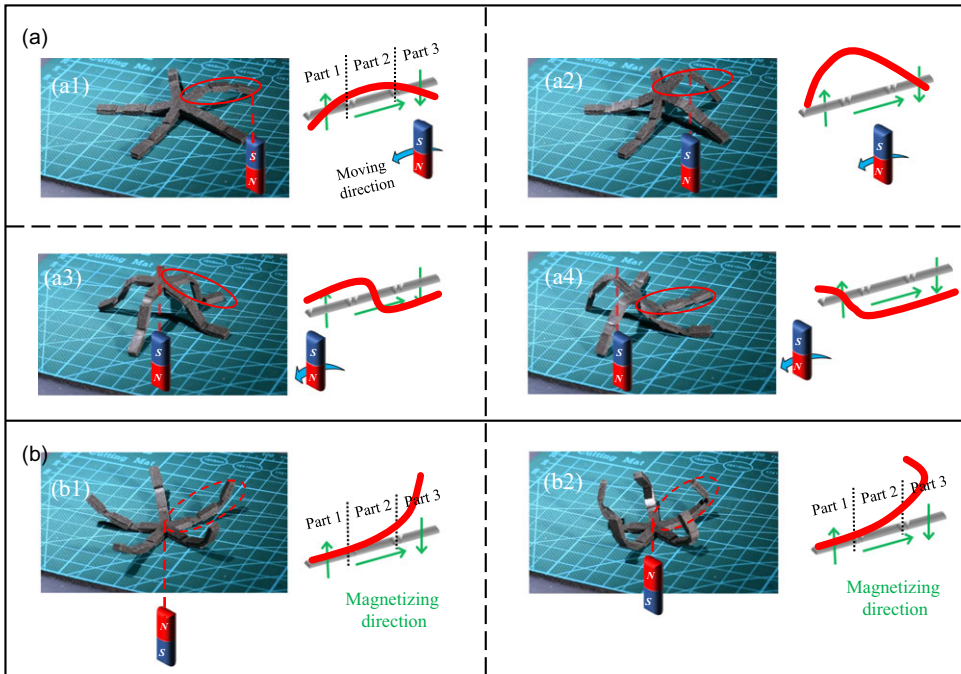 (a)
(a1)
Part 1
Part 2
Part 3
S
N
Moving
direction
(a2)
S
N
S
N
(a3)
S
N
S
N
(a4)
S
N
S
N
(b)
(b1)
Part 1
Part 2
Part 3
Magnetizing
direction
N
S
(b2)
Part 1
Part 2
Part 3
Magnetizing
direction
N
S